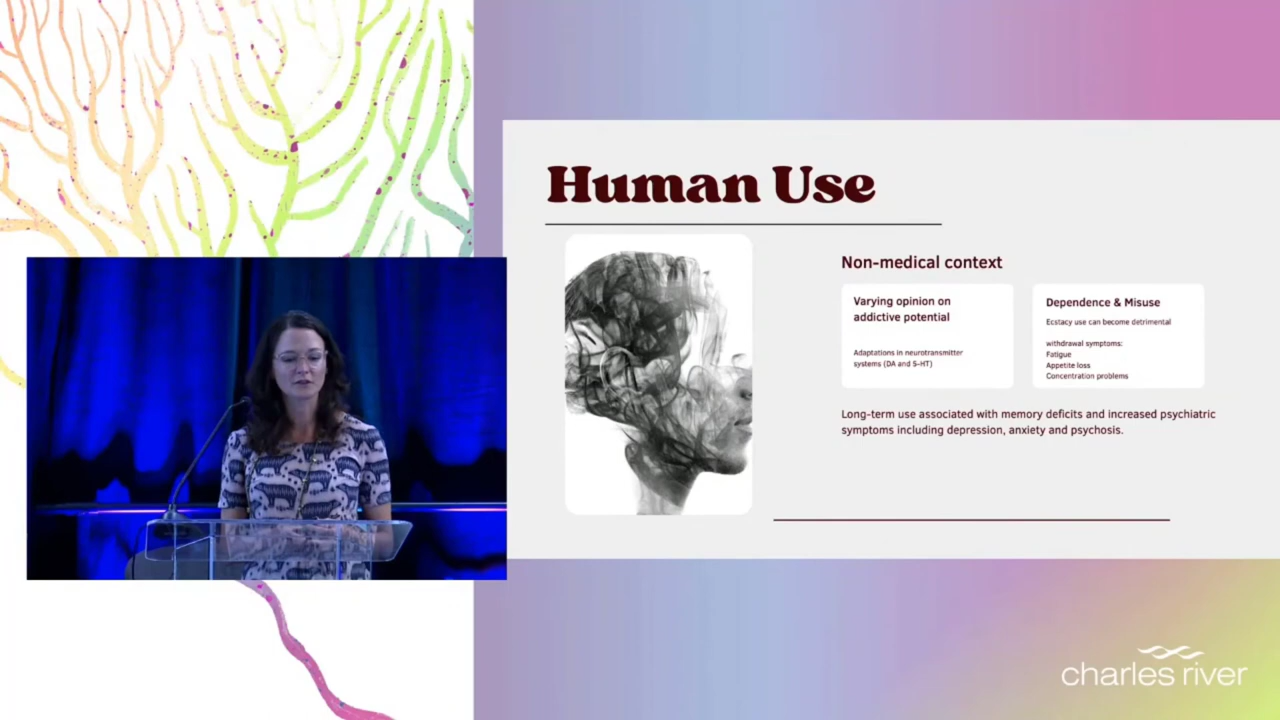 Human Use
Non-medical context
Varying opinion on
addictive potential
Adaptations in neurotransmitter
systems (DA and 5-HT)
Dependence & Misuse
Ecstacy use can become detrimental
withdrawal symptoms:
Fatigue
Appetite loss
Concentration problems
Long-term use associated with memory deficits and increased psychiatric
symptoms including depression, anxiety and psychosis.
charles river